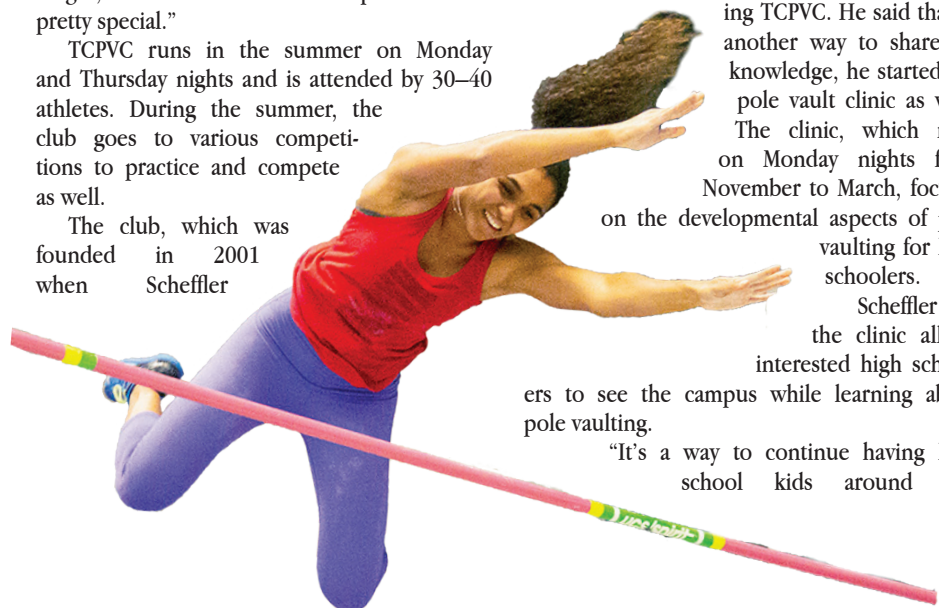 pretty special.”
TCPVC runs in the summer on Monday
and Thursday nights and is attended by 30–40
athletes. During the summer, the
club goes to various competi-
tions to practice and compete
as well.
The club, which was
founded in 2001
when Scheffler
ing TCPVC. He said
another way to share
knowledge, he started
pole vault clinic as
The clinic, which
on Monday nights
November to March,
on the developmental aspects of
vaulting for
schoolers.
Scheffler
the clinic
interested high
ers to see the campus while learning
pole vaulting.
“It's a way to continue having
school kids around